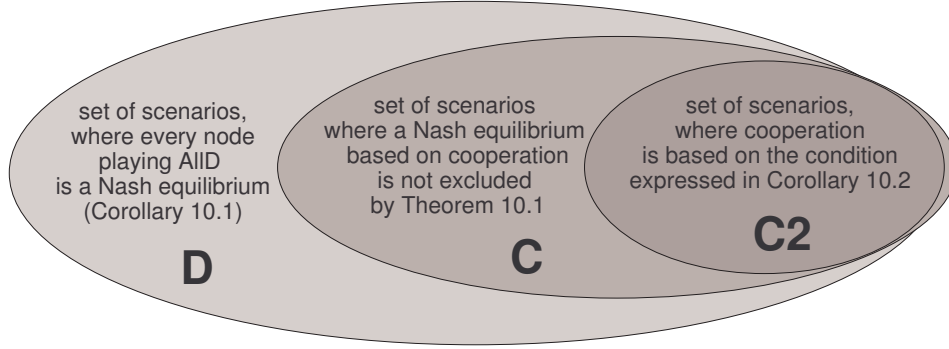 set of scenarios,
where every node
playing AllD
is a Nash equilibrium
(Corollary 10.1)
D
set of scenarios
where a Nash equilibrium
based on cooperation
is not excluded
by Theorem 10.1
C
set of scenarios,
where cooperation
is based on the condition
expressed in Corollary 10.2
C2